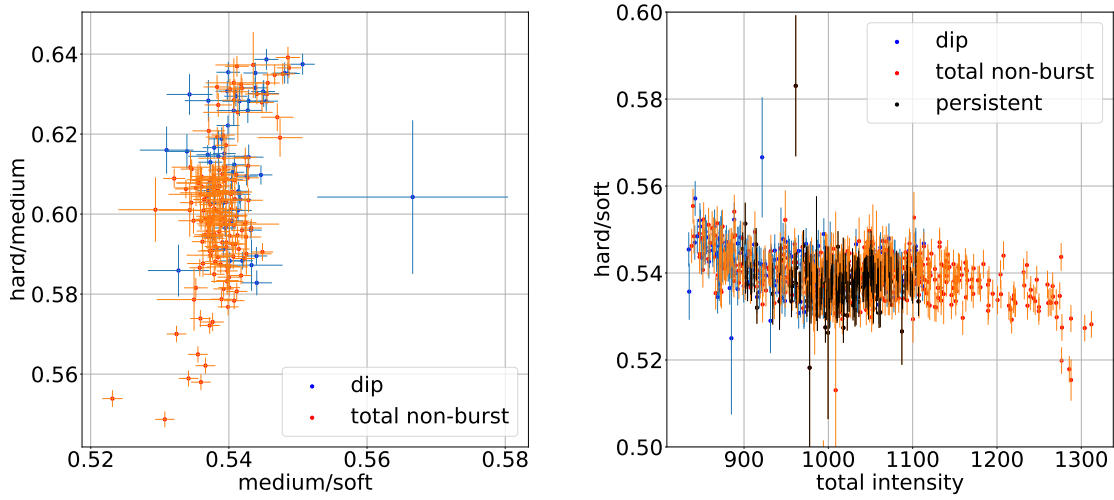 0.64
0.62
0.60
0.58
0.56
0.52
0.54
0.56
0.58
hard/medium
medium/soft
dip
total non-burst
0.60
0.58
0.56
0.54
0.52
0.50
900
1000
1100
1200
1300
hard/soft
total intensity
dip
total non-burst
persistent